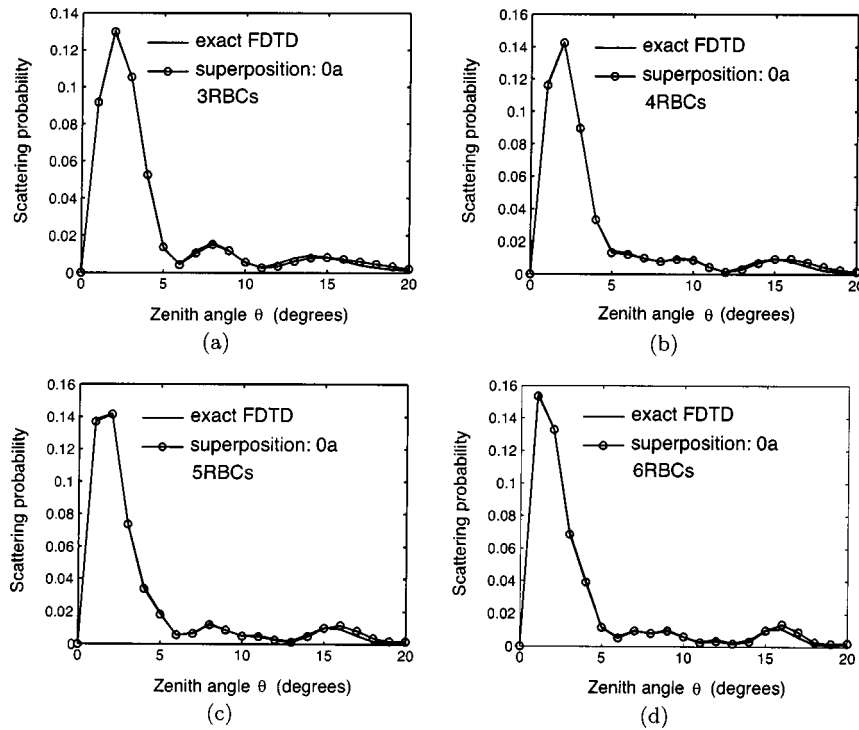 0.14
0.12
0.1
0.08
0.06
0.04
0.02
0
0
5
10
15
20
Scattering probability
exact FDTD
superposition: 0a
3RBCs
Zenith angle θ (degrees)
(a)
0.16
0.14
0.12
0.1
0.08
0.06
0.04
0.02
0
0
5
10
15
20
Scattering probability
exact FDTD
superposition: 0a
4RBCs
Zenith angle θ (degrees)
(b)
0.16
0.14
0.12
0.1
0.08
0.06
0.04
0.02
0
0
5
10
15
20
Scattering probability
exact FDTD
superposition: 0a
5RBCs
Zenith angle θ (degrees)
(c)
0.16
0.14
0.12
0.1
0.08
0.06
0.04
0.02
0
0
5
10
15
20
Scattering probability
exact FDTD
superposition: 0a
6RBCs
Zenith angle θ (degrees)
(d)